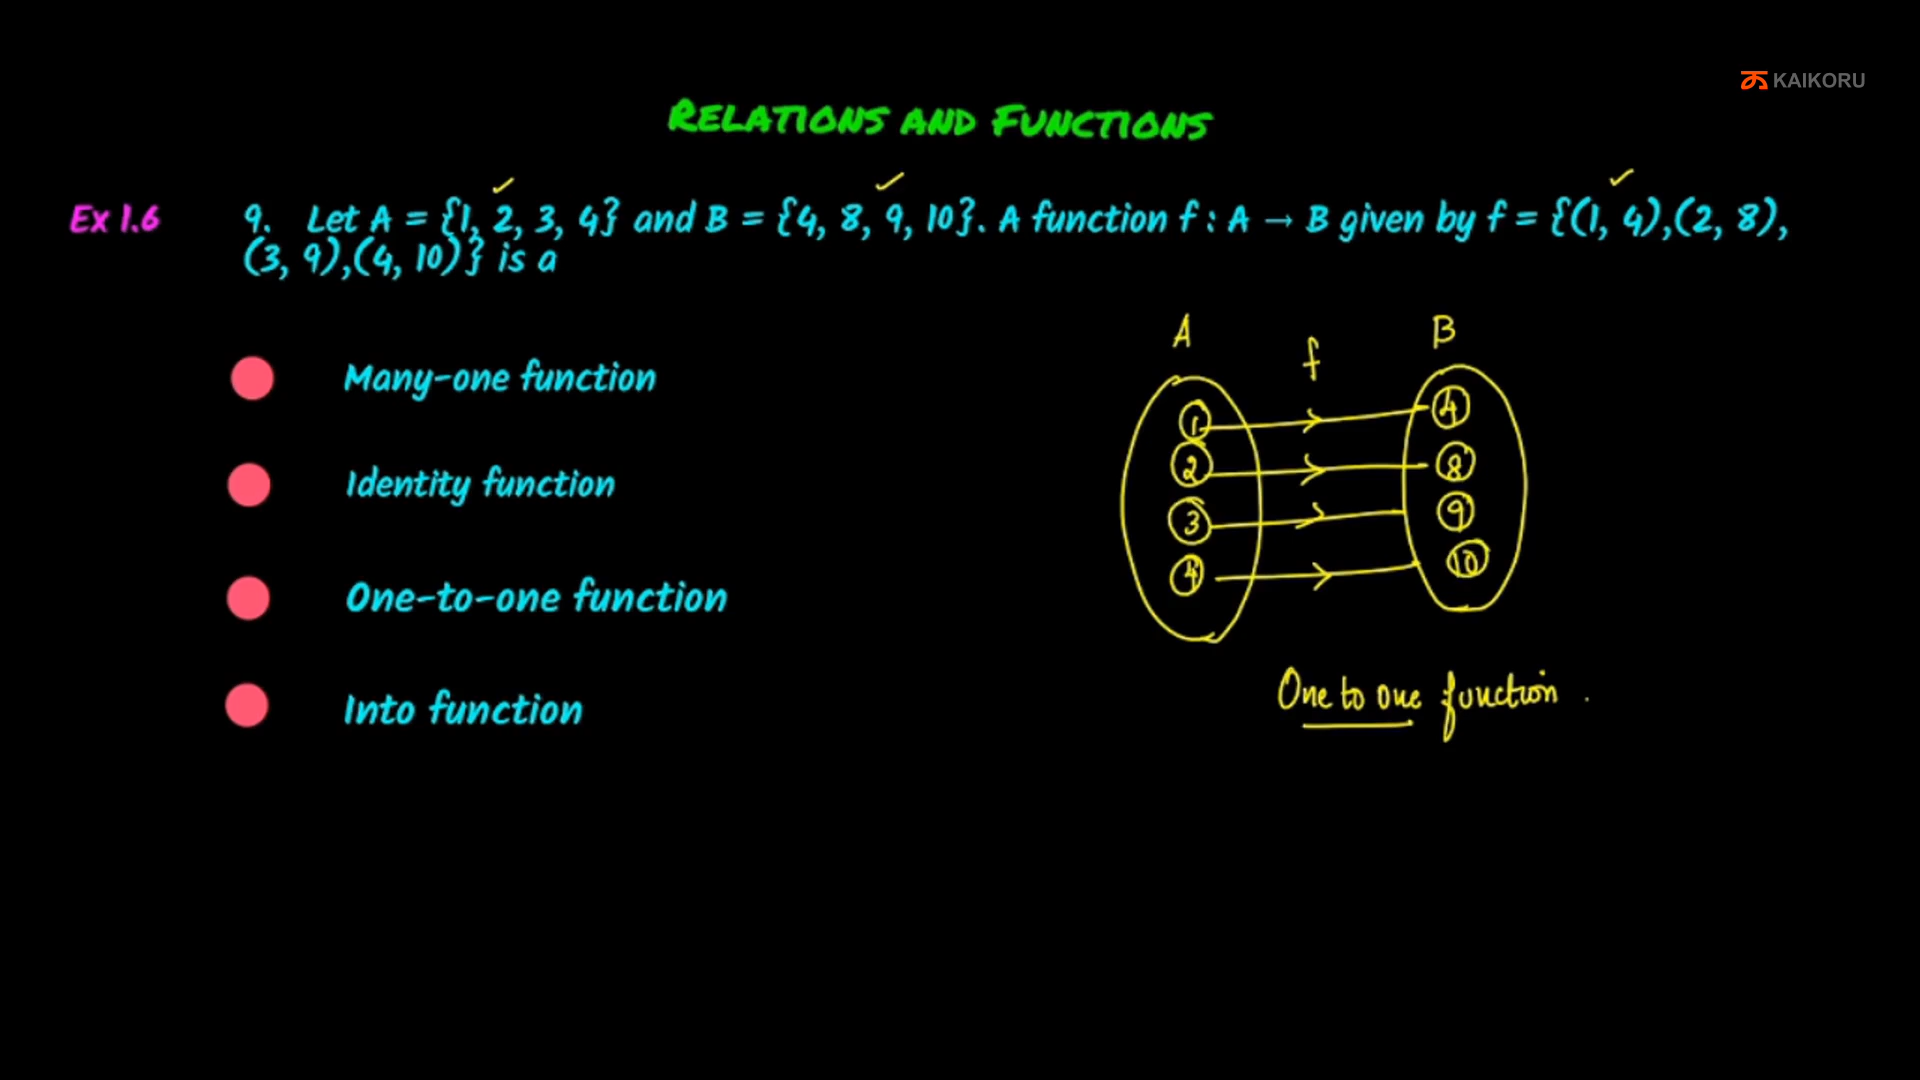 KAIKORU
RELATIONS AND FUNCTIONS
Ex 1.6
9. Let A = {1, 2, 3, 4} and B = {4, 8, 9, 10}. A function f : A → B given by f = {(1, 4),(2, 8),
(3, 9),(4, 10)} is a
Many-one function
Identity function
One-to-one function
Into function
A f B
1 4
2 8
3 9
4 10
One to one function .